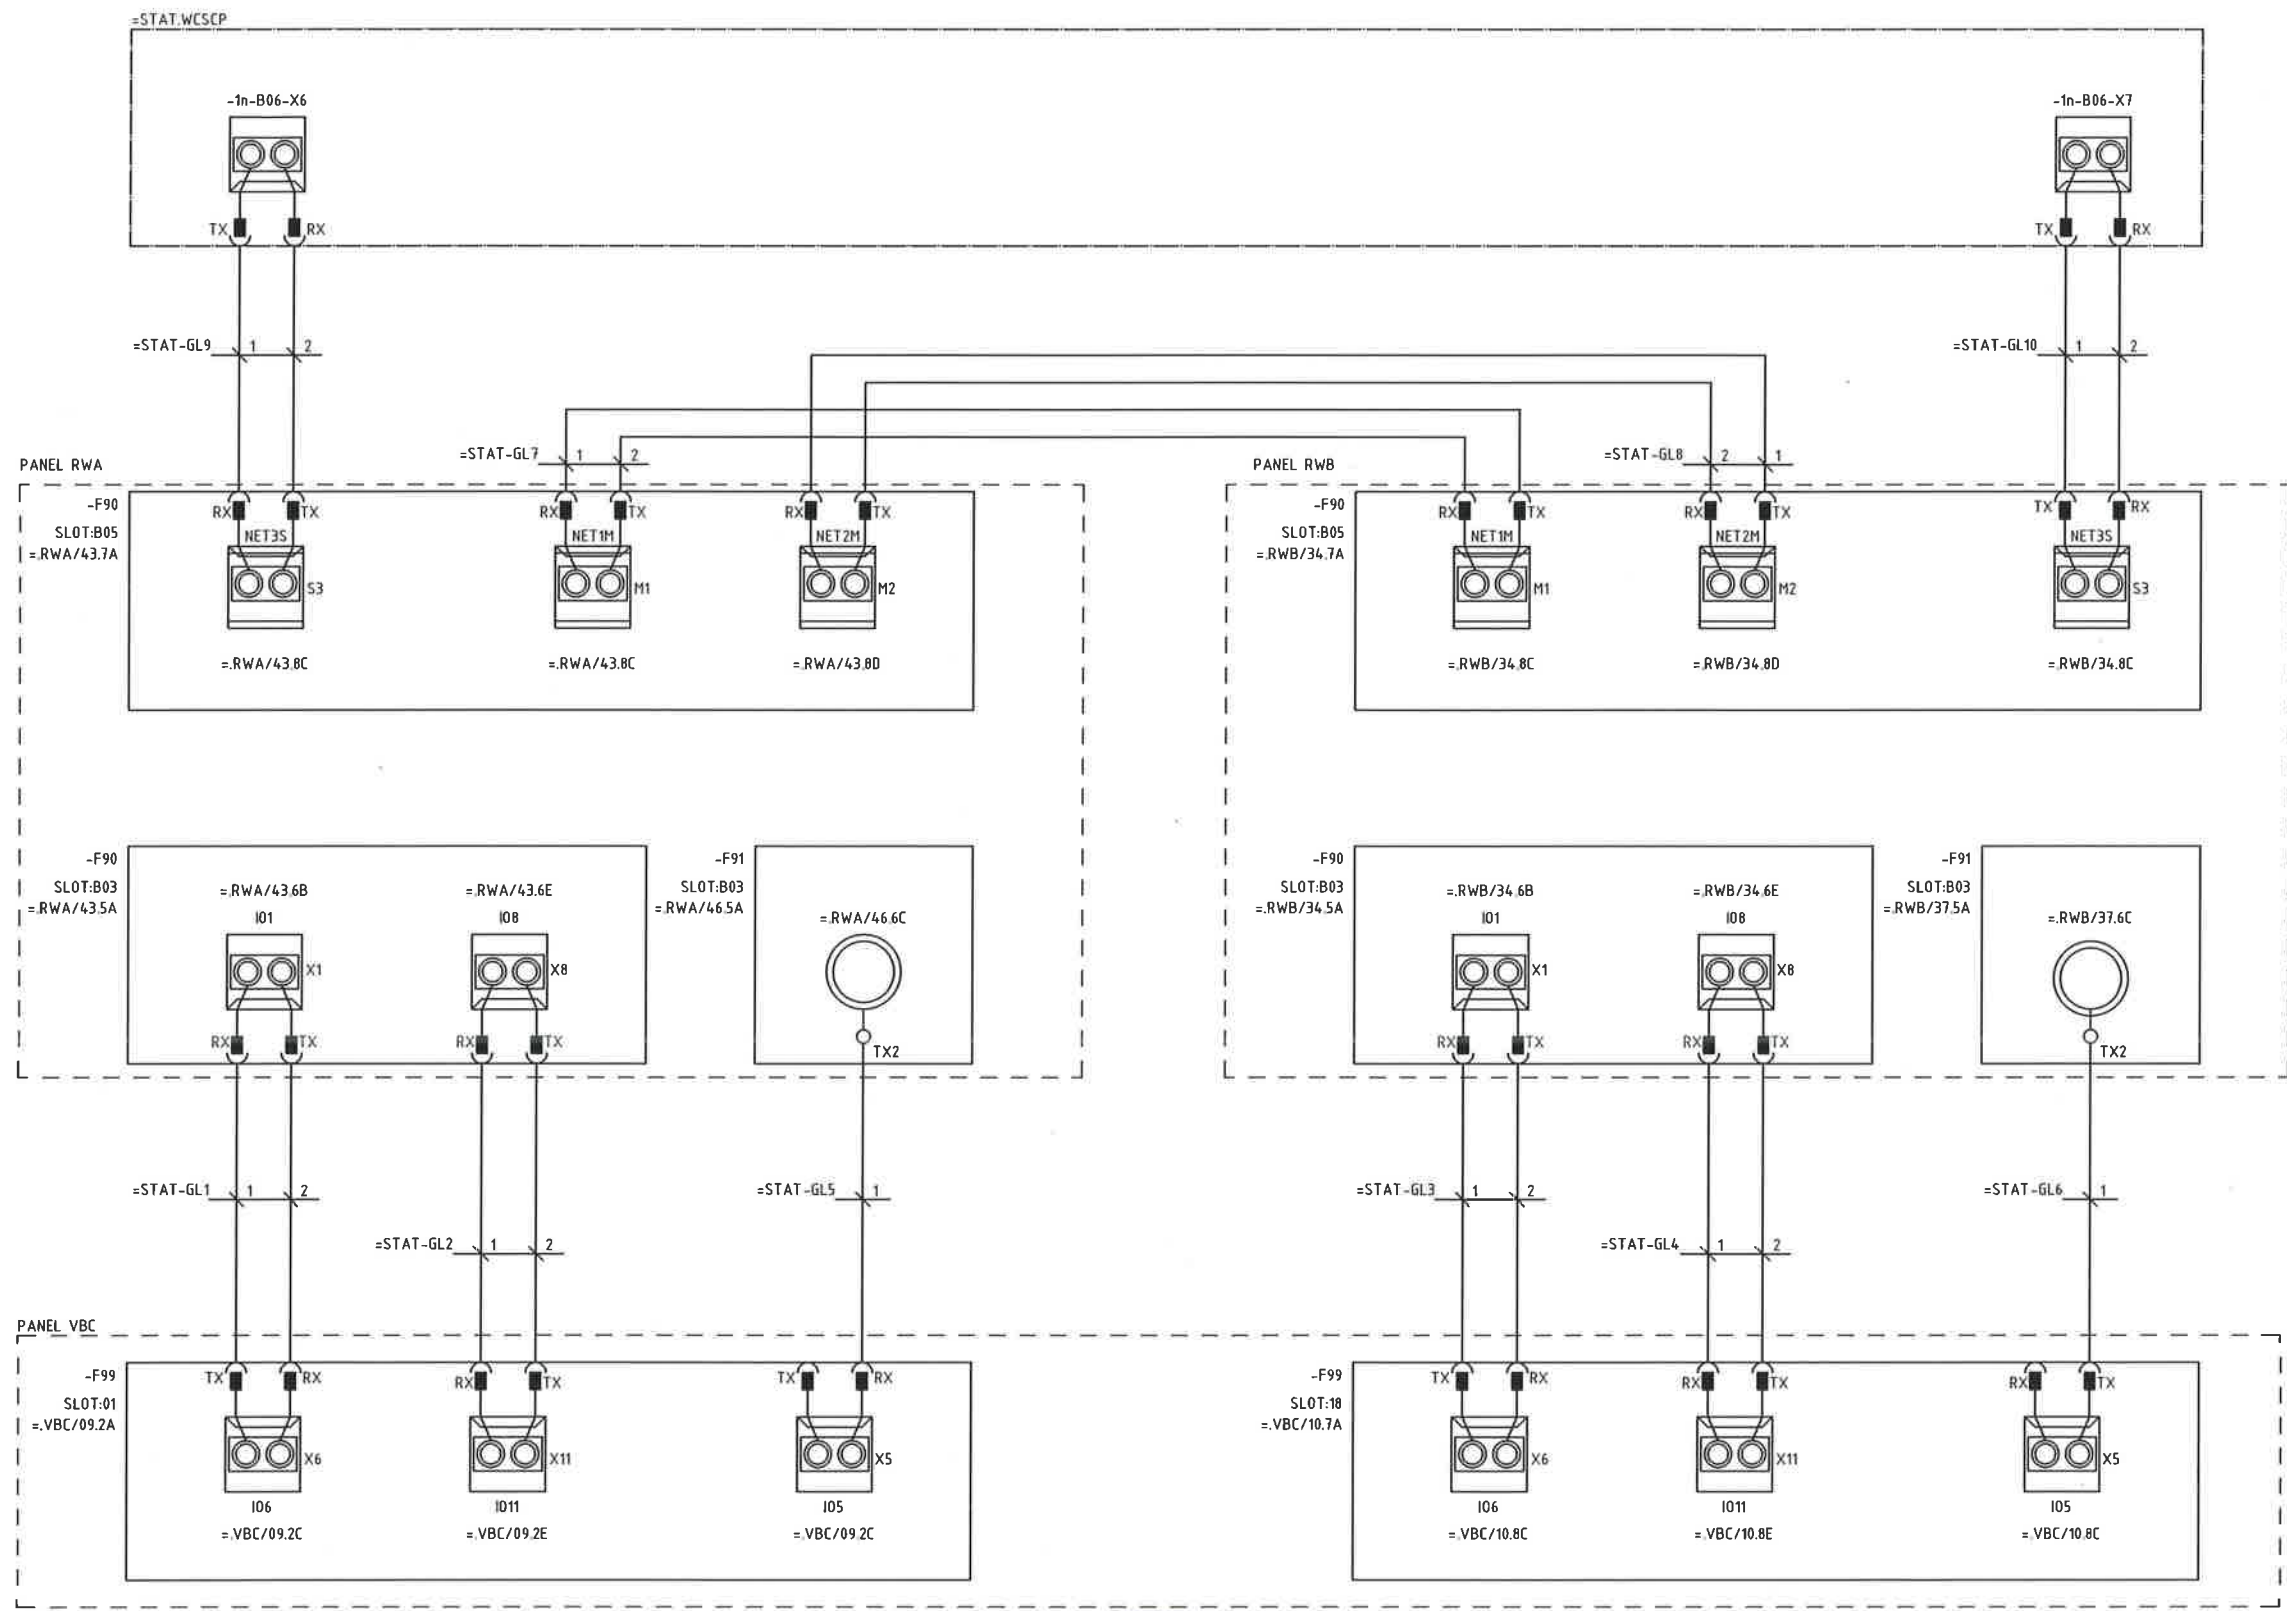 =STAT.WCSCP
-1n-B06-X6
-1n-B06-X7
TX RX
TX RX
=STAT-GL9 1 2
=STAT-GL10 1 2
=STAT-GL7 1 2
=STAT-GL8 2 1
PANEL RWA
PANEL RWB
-F90
SLOT:B05
=.RWA/43.7A
RX TX
NET3S
S3
=.RWA/43.8C
RX TX
NET1M
M1
=.RWA/43.8C
RX TX
NET2M
M2
=.RWA/43.8D
-F90
SLOT:B05
=.RWB/34.7A
RX TX
NET1M
M1
=.RWB/34.8C
RX TX
NET2M
M2
=.RWB/34.8D
TX RX
NET3S
S3
=.RWB/34.8C
-F90
SLOT:B03
=.RWA/43.5A
=.RWA/43.6B
I01
X1
RX TX
=.RWA/43.6E
I08
X8
RX TX
-F91
SLOT:B03
=.RWA/46.5A
=.RWA/46.6C
TX2
-F90
SLOT:B03
=.RWB/34.5A
=.RWB/34.6B
I01
X1
RX TX
=.RWB/34.6E
I08
X8
RX TX
-F91
SLOT:B03
=.RWB/37.5A
=.RWB/37.6C
TX2
=STAT-GL1 1 2
=STAT-GL5 1
=STAT-GL3 1 2
=STAT-GL6 1
=STAT-GL2 1 2
=STAT-GL4 1 2
PANEL VBC
-F99
SLOT:01
=.VBC/09.2A
TX RX
X6
I06
=.VBC/09.2C
RX TX
X11
I011
=.VBC/09.2E
TX RX
X5
I05
=.VBC/09.2C
-F99
SLOT:18
=.VBC/10.7A
TX RX
X6
I06
=.VBC/10.8C
RX TX
X11
I011
=.VBC/10.8E
RX TX
X5
I05
=.VBC/10.8C